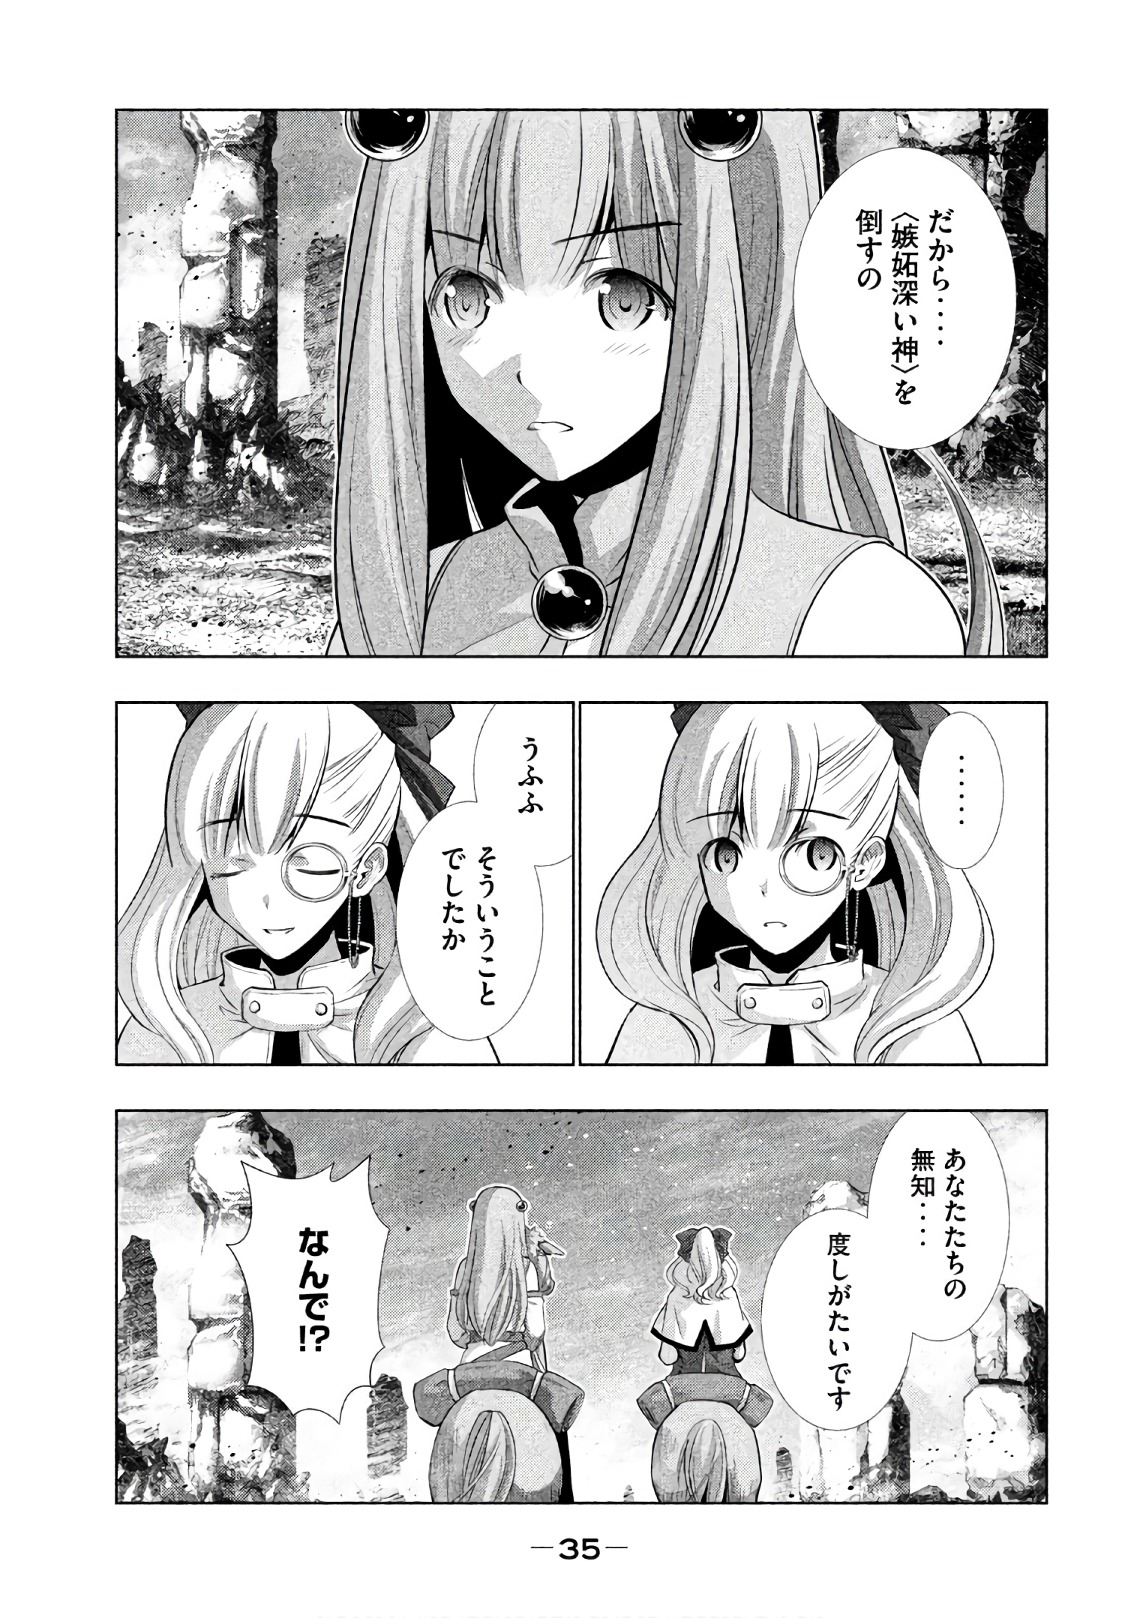 だから‥‥
〈嫉妬深い神〉を
倒すの
‥‥‥
うふふ
そういうこと
でしたか
あなたたちの
無知‥‥
度しがたいです
なんで!?
—35—